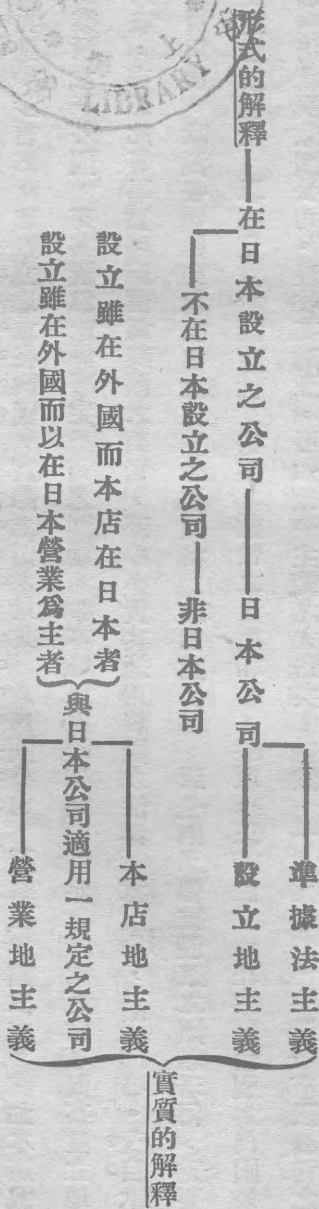 形式的解釋
在日本設立之公司
日本公司
準據法主義
設立地主義
不在日本設立之公司
非日本公司
設立雖在外國而本店在日本者
設立雖在外國而以在日本營業爲主者
與日本公司適用一規定之公司
本店地主義
營業地主義
實質的解釋
LIBRARY
上